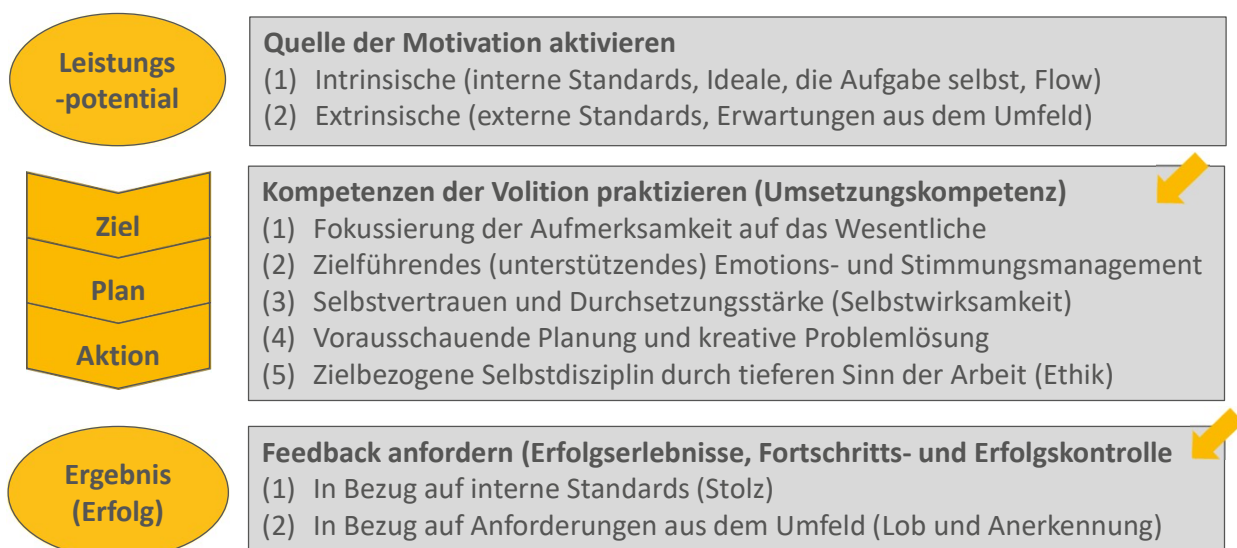 Leistungs
-potential
Quelle der Motivation aktivieren
(1) Intrinsische (interne Standards, Ideale, die Aufgabe selbst, Flow)
(2) Extrinsische (externe Standards, Erwartungen aus dem Umfeld)
Ziel
Plan
Aktion
Kompetenzen der Volition praktizieren (Umsetzungskompetenz)
(1) Fokussierung der Aufmerksamkeit auf das Wesentliche
(2) Zielführendes (unterstützendes) Emotions- und Stimmungsmanagement
(3) Selbstvertrauen und Durchsetzungsstärke (Selbstwirksamkeit)
(4) Vorausschauende Planung und kreative Problemlösung
(5) Zielbezogene Selbstdisziplin durch tieferen Sinn der Arbeit (Ethik)
Ergebnis
(Erfolg)
Feedback anfordern (Erfolgserlebnisse, Fortschritts- und Erfolgskontrolle
(1) In Bezug auf interne Standards (Stolz)
(2) In Bezug auf Anforderungen aus dem Umfeld (Lob und Anerkennung)